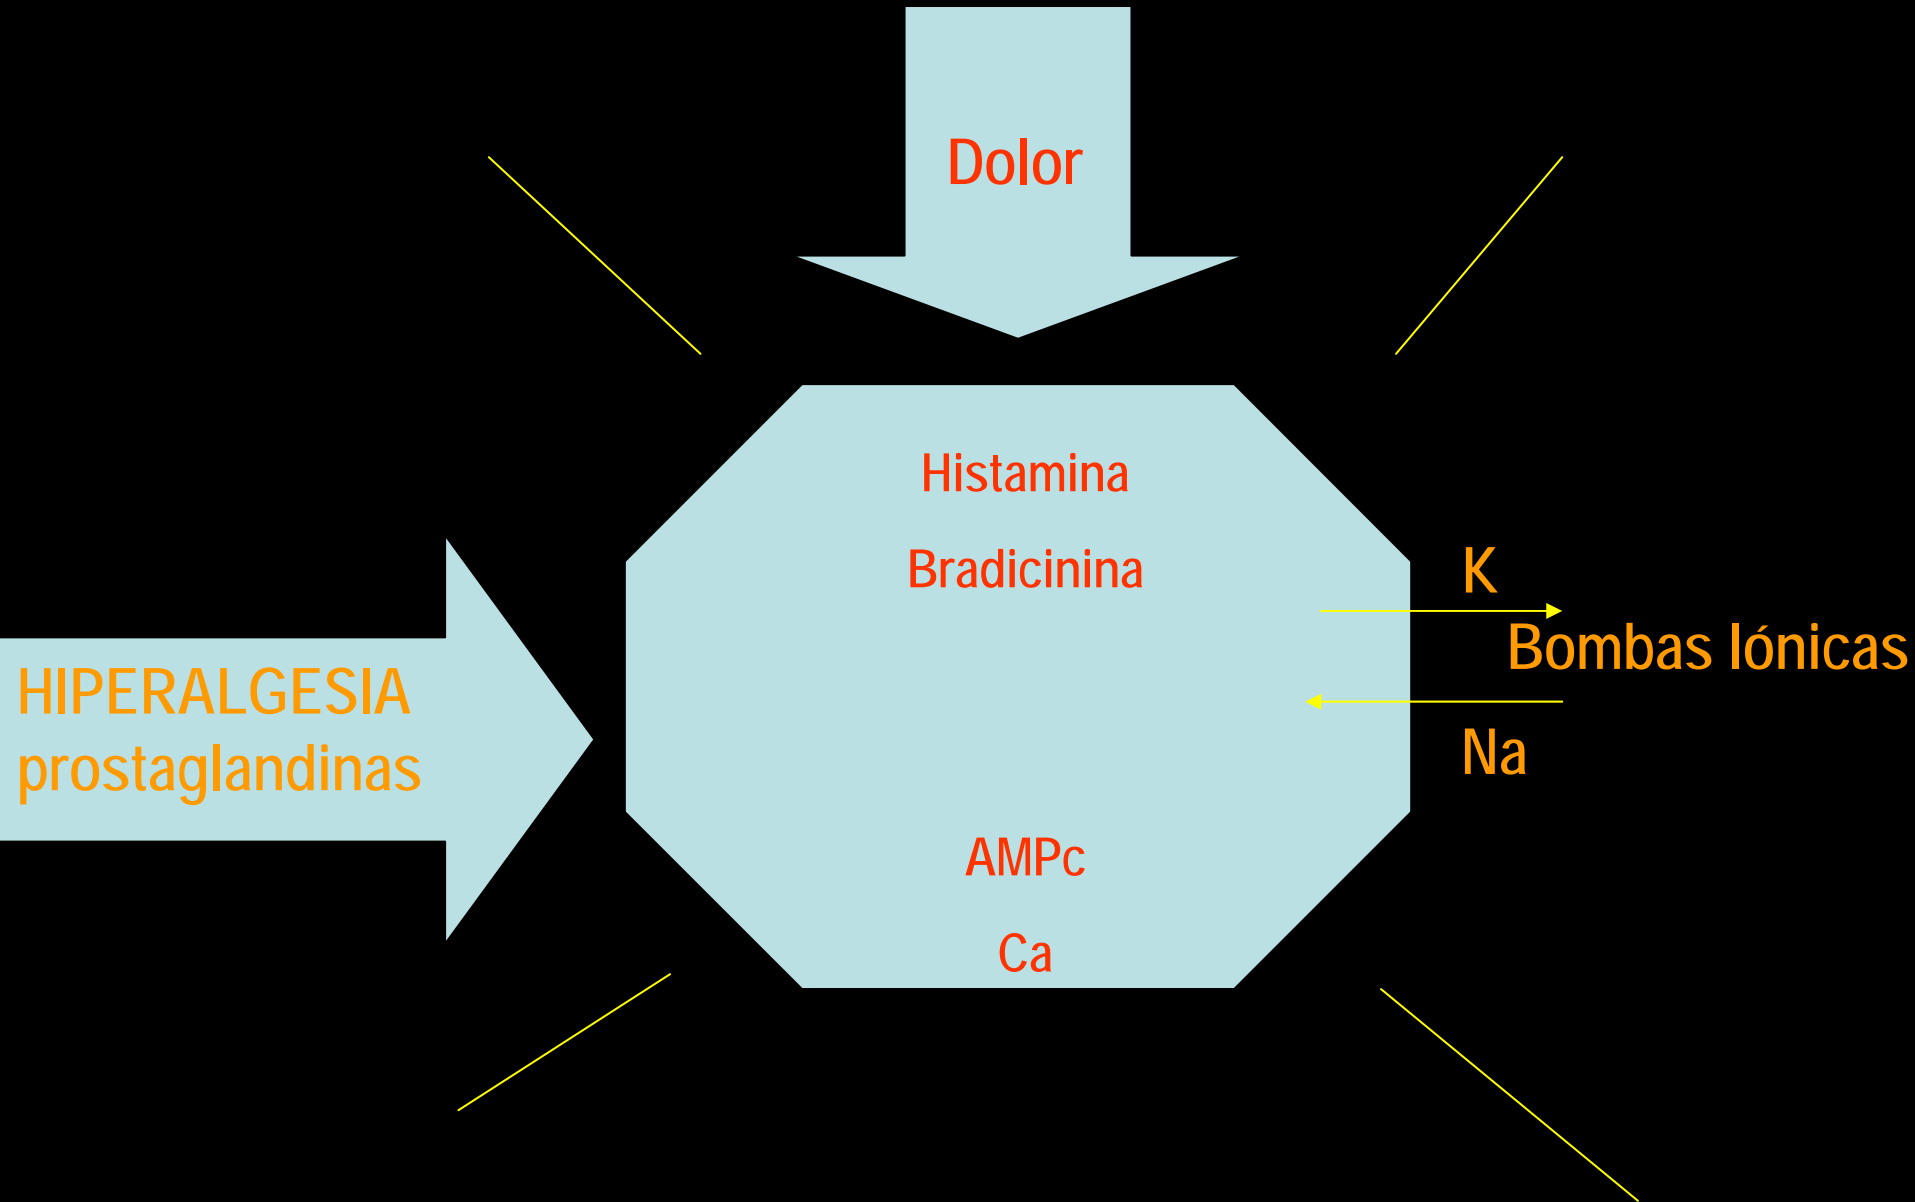 Dolor
Histamina
Bradicinina
K
Bombas Iónicas
HIPERALGESIA
prostaglandinas
Na
AMPc
Ca